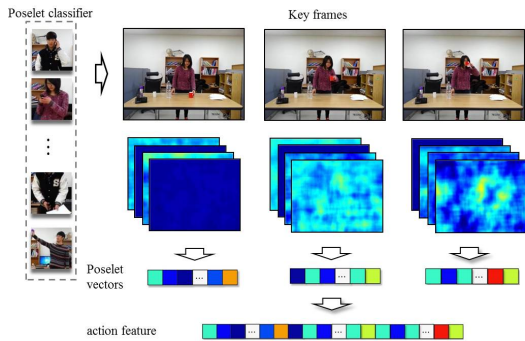 Poselet classifier
Key frames
Poselet
vectors
...
...
...
action feature
...
...
...